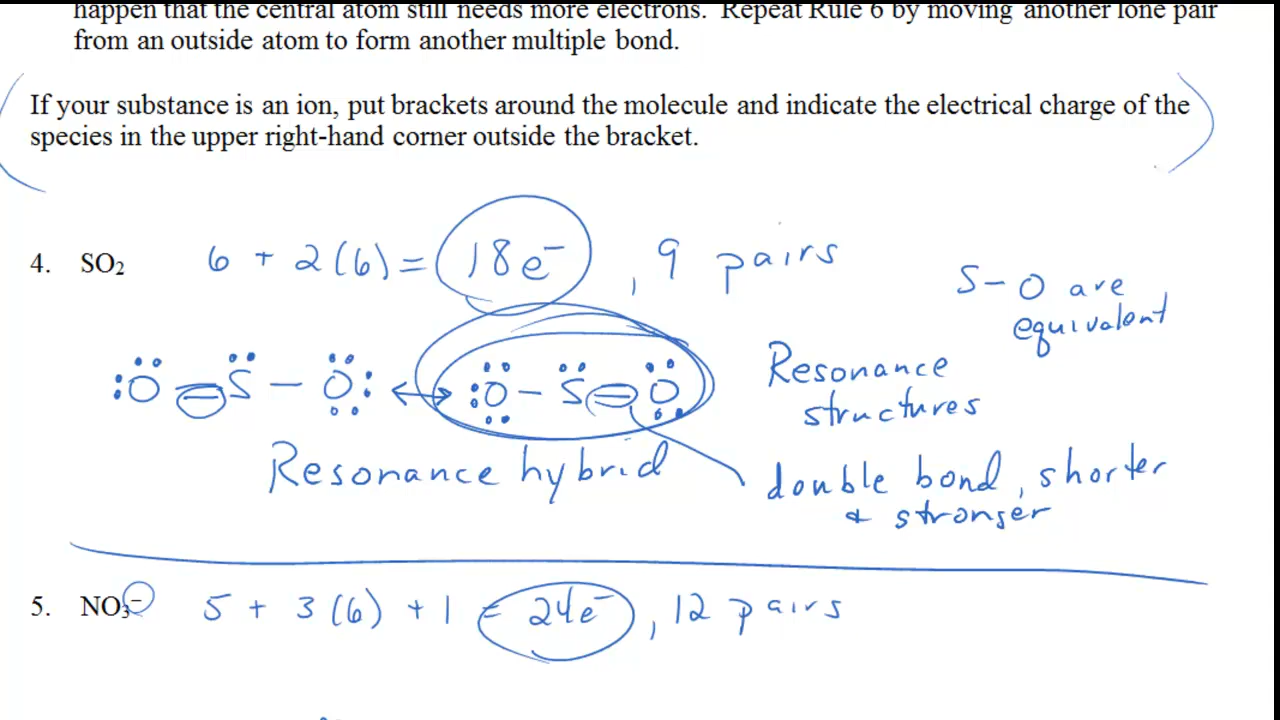 happen that the central atom still needs more electrons. Repeat Rule 6 by moving another lone pair
from an outside atom to form another multiple bond.
If your substance is an ion, put brackets around the molecule and indicate the electrical charge of the
species in the upper right-hand corner outside the bracket.
4. SO₂ 6 + 2(6) = 18e⁻, 9 pairs
S-O are
equivalent
:O=S-O: ↔ :O-S=O
Resonance
structures
Resonance hybrid
double bond, shorter
& stronger
5. NO₃⁻ 5 + 3(6) + 1 = 24e⁻, 12 pairs